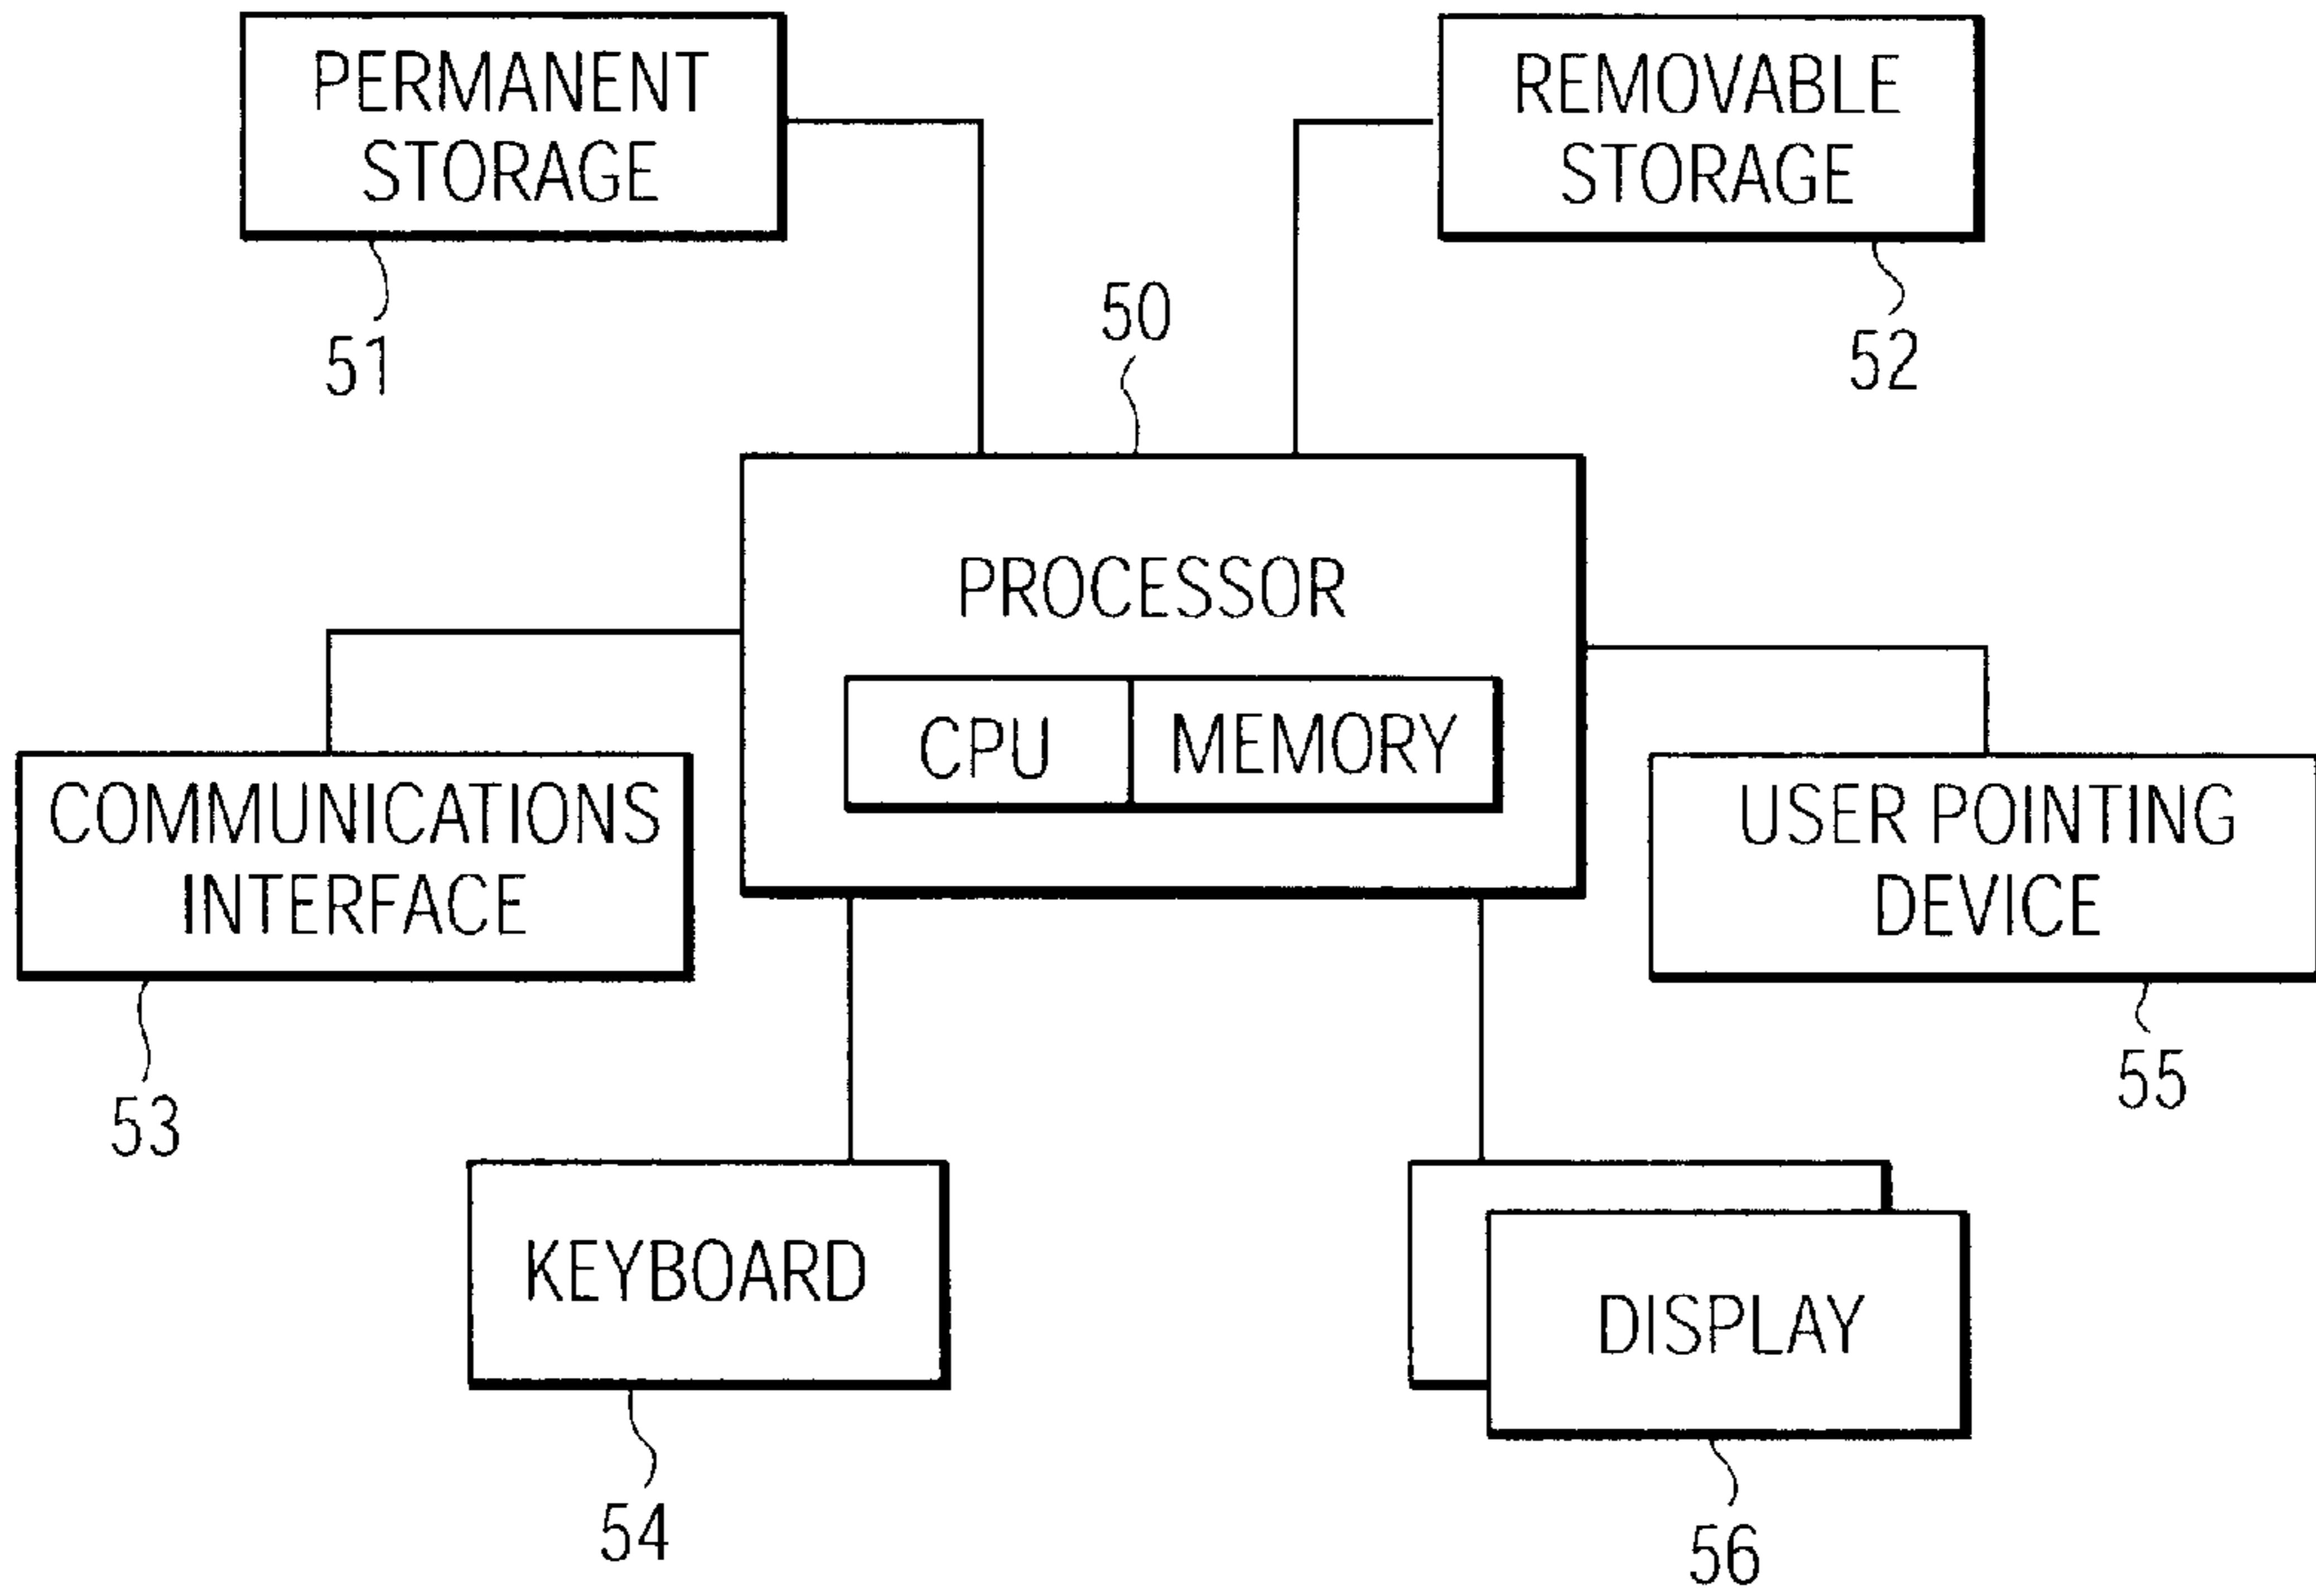 PERMANENT
STORAGE
51
REMOVABLE
STORAGE
52
50
PROCESSOR
CPU
MEMORY
COMMUNICATIONS
INTERFACE
53
USER POINTING
DEVICE
55
KEYBOARD
54
DISPLAY
56